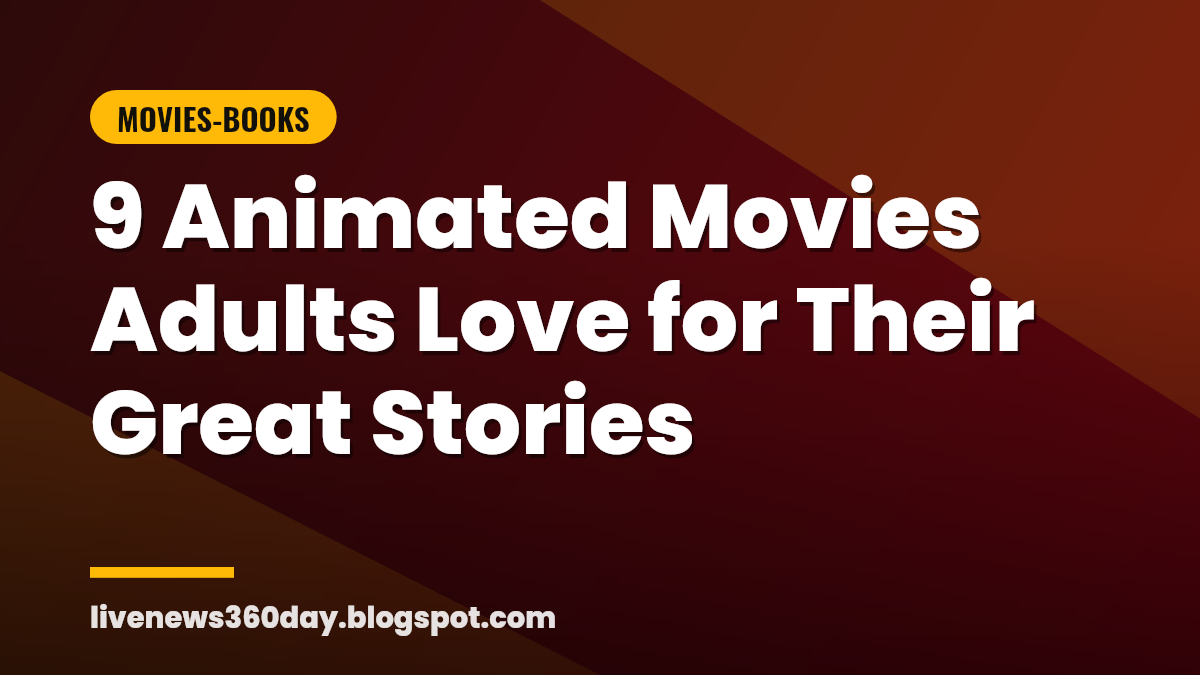 MOVIES-BOOKS
9 Animated Movies
Adults Love for Their
Great Stories
livenews360day.blogspot.com